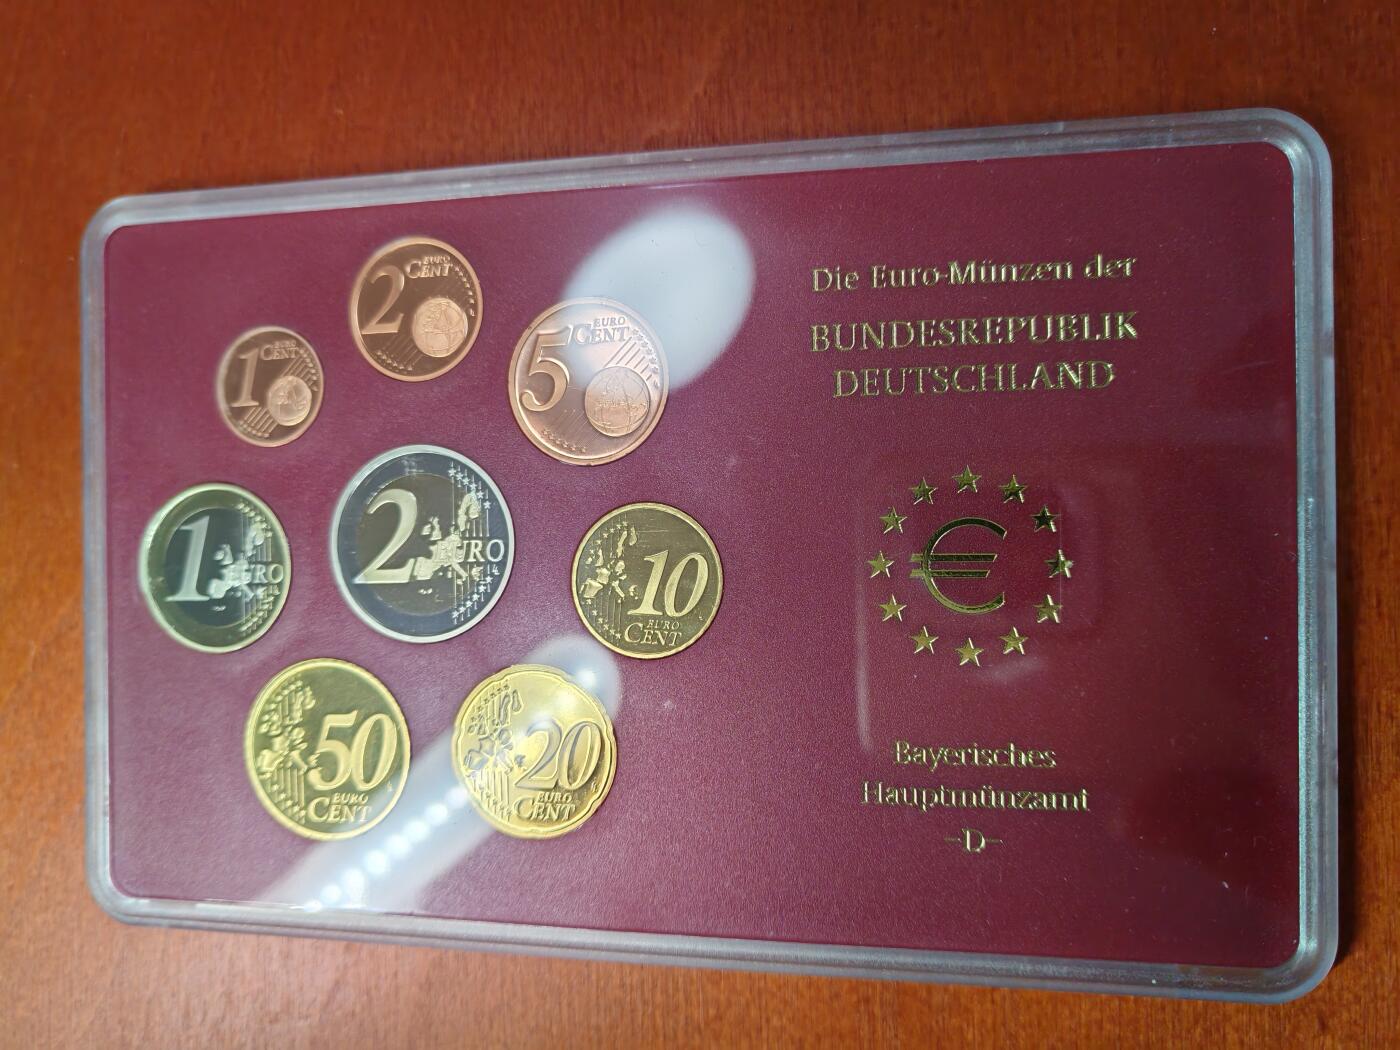 2 EURO CENT
1 EURO CENT
5 EURO CENT
1 EURO
2 EURO
10 EURO CENT
50 EURO CENT
20 EURO CENT
Die Euro-Münzen der
BUNDESREPUBLIK
DEUTSCHLAND
€
Bayerisches
Hauptmünzamt
-D-